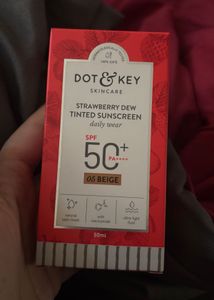 DOT & KEY
SKINCARE
STRAWBERRY DEW
TINTED SUNSCREEN
daily wear
SPF
50+
PA++++
05 BEIGE
50ml